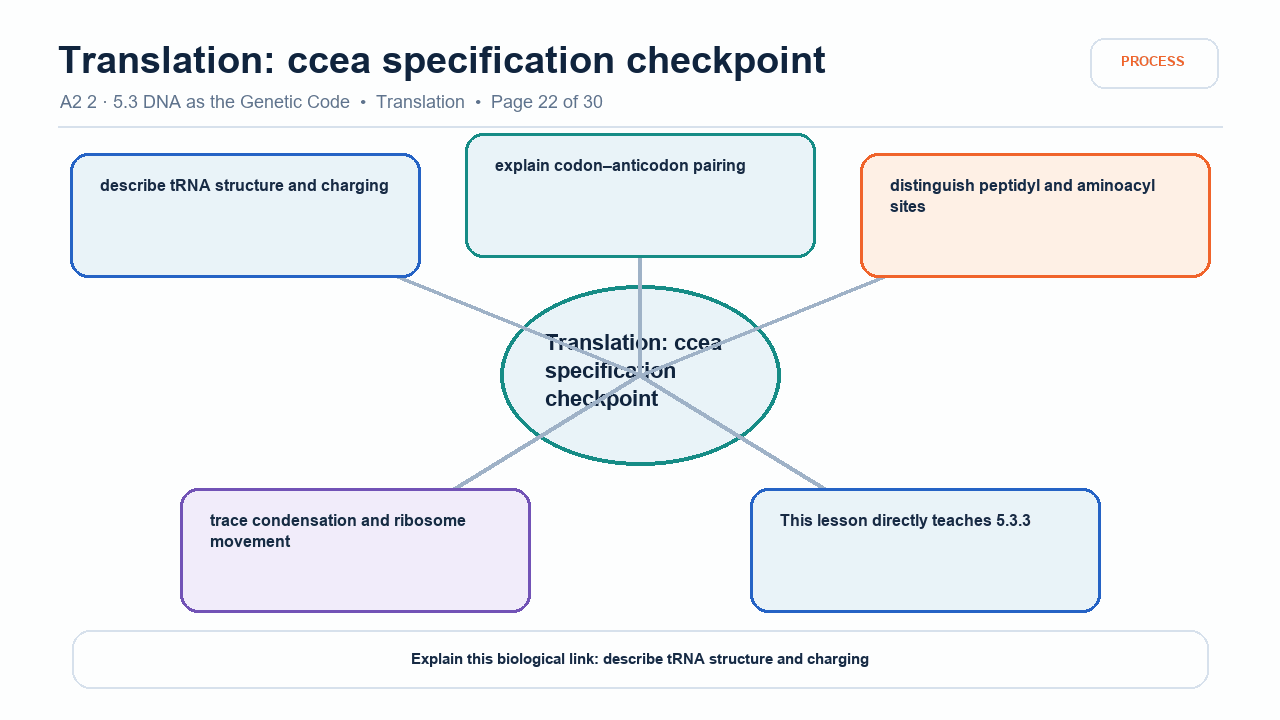 Translation: ccea specification checkpoint
PROCESS
A2 2 · 5.3 DNA as the Genetic Code • Translation • Page 22 of 30
describe tRNA structure and charging
explain codon–anticodon pairing
distinguish peptidyl and aminoacyl
sites
Translation: ccea
specification
checkpoint
trace condensation and ribosome
movement
This lesson directly teaches 5.3.3
Explain this biological link: describe tRNA structure and charging